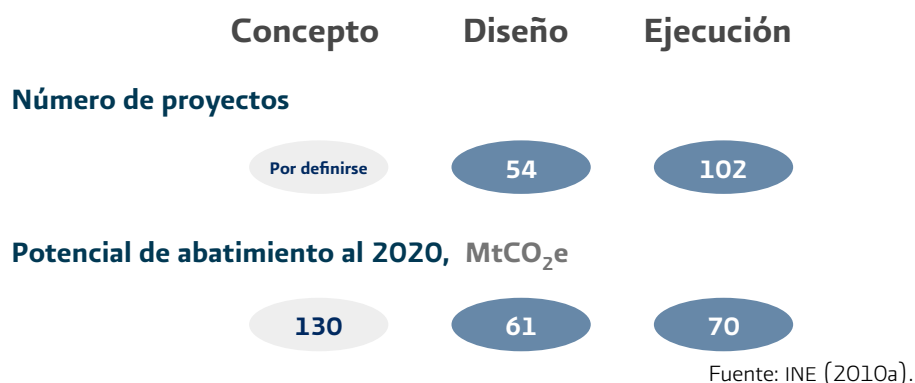 Concepto Diseño Ejecución
Número de proyectos
Por definirse 54 102
Potencial de abatimiento al 2020, MtCO₂e
130 61 70
Fuente: INE (2010a).